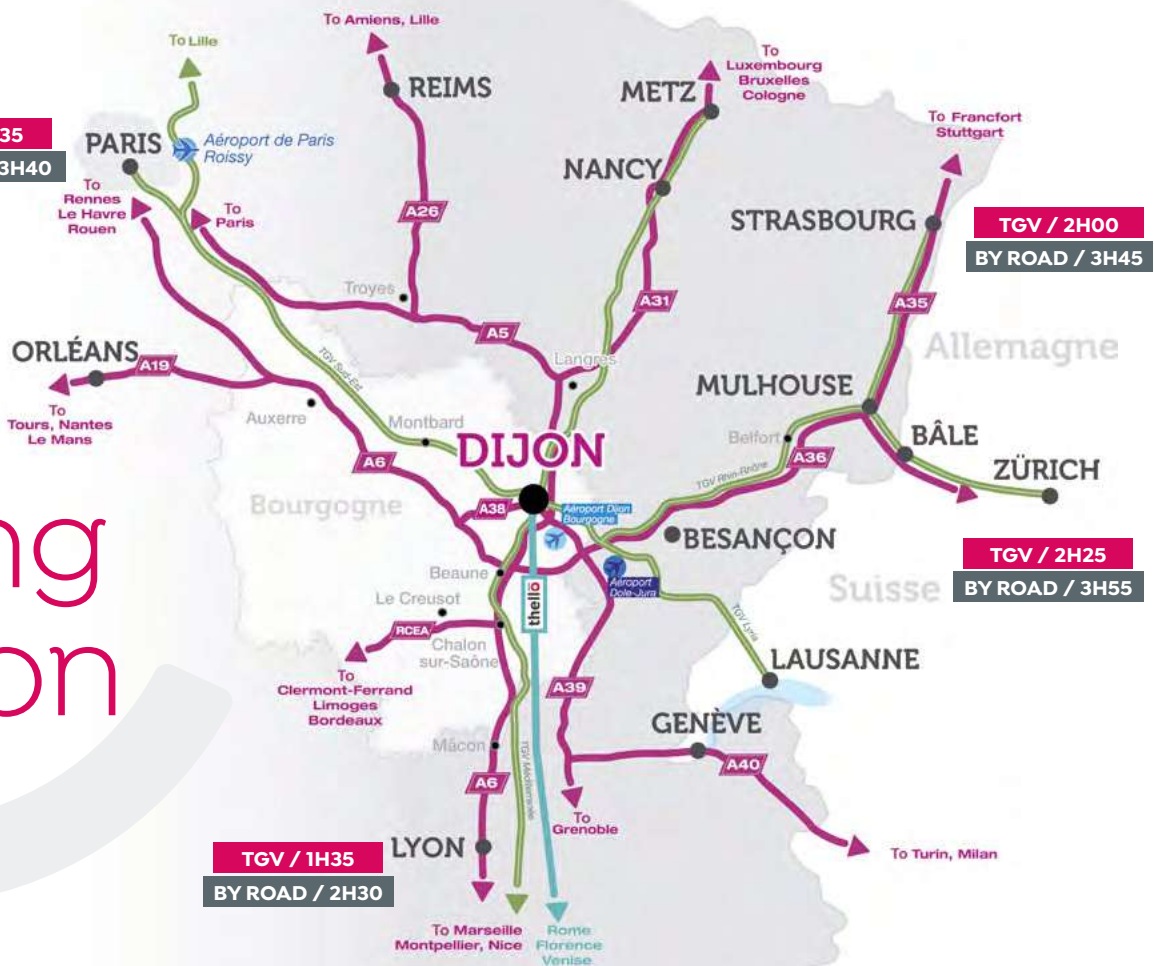 To Amiens, Lille
To Lille
REIMS
To
Luxembourg
Bruxelles
Cologne
METZ
To Francfort
Stuttgart
35
3H40
PARIS
Aéroport de Paris
Roissy
NANCY
To
Rennes
Le Havre
Rouen
To
Paris
A26
STRASBOURG
TGV / 2H00
BY ROAD / 3H45
Troyes
A31
A35
A5
Allemagne
ORLÉANS
A19
TGV Sud-Est
Langres
MULHOUSE
To
Tours, Nantes
Le Mans
Auxerre
Montbard
DIJON
Belfort
BÂLE
A6
A36
ZÜRICH
TGV Rhin-Rhône
Bourgogne
A38
Aéroport Dijon
Bourgogne
BESANÇON
ng
TGV / 2H25
BY ROAD / 3H55
Beaune
Aéroport
Dole-Jura
Suisse
Le Creusot
thello
TGV Lyria
RCEA
Chalon
sur-Saône
on
LAUSANNE
To
Clermont-Ferrand
Limoges
Bordeaux
A39
GENÈVE
Mâcon
TGV Méditerranée
A40
A6
To
Grenoble
LYON
TGV / 1H35
BY ROAD / 2H30
To Turin, Milan
To Marseille
Montpellier, Nice
Rome
Florence
Venise